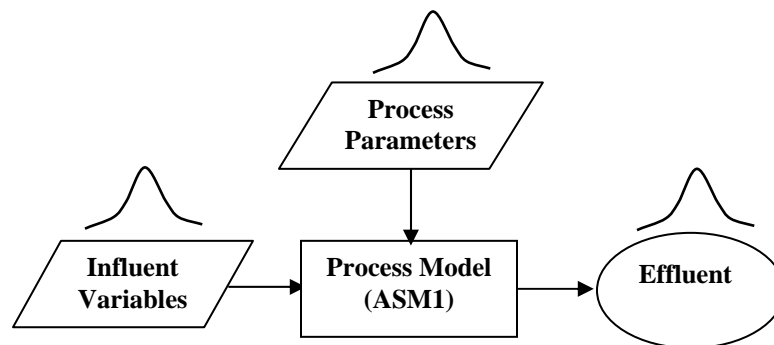 Process
Parameters
Influent
Variables
Process Model
(ASM1)
Effluent